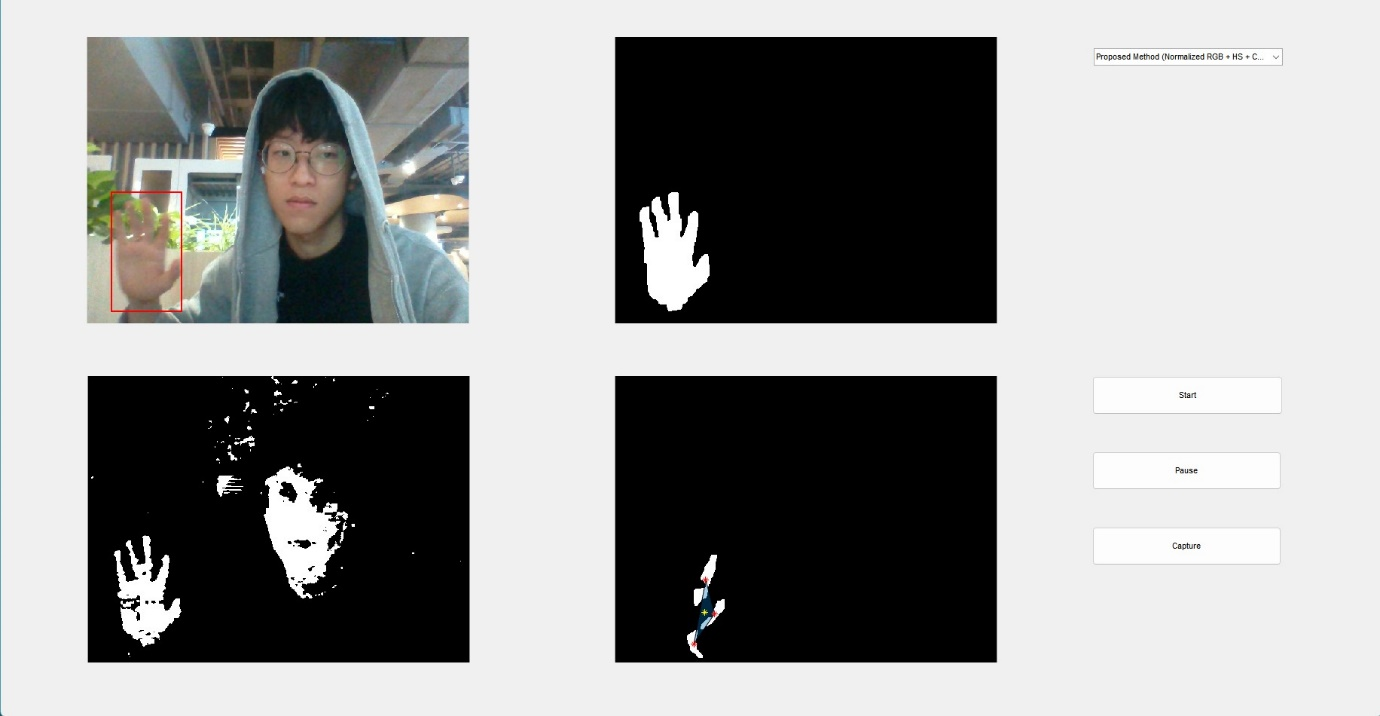 Proposed Method (Normalized RGB + HS + C...
Start
Pause
Capture